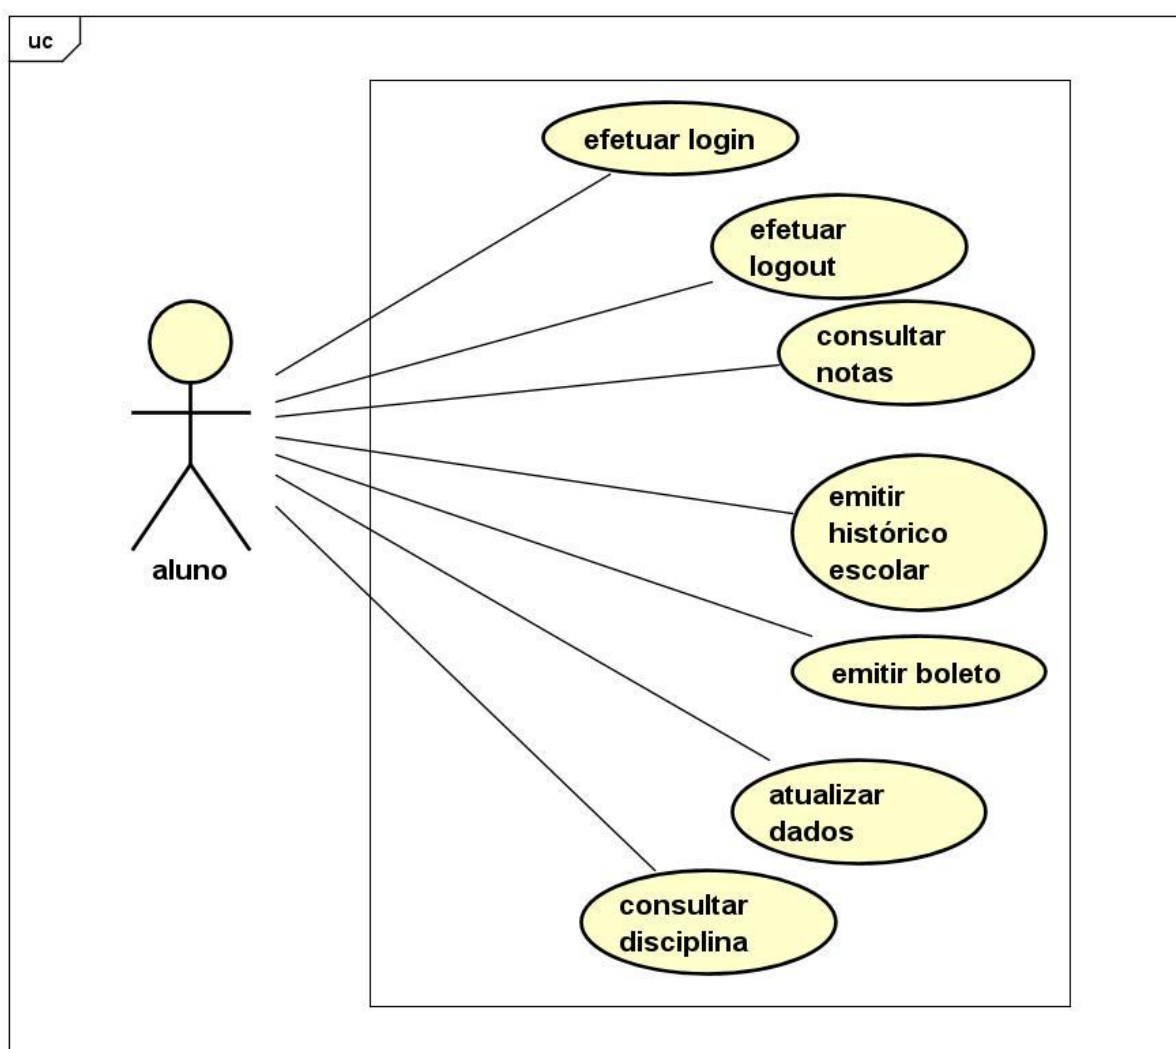 uc
efetuar login
efetuar
logout
consultar
notas
emitir
histórico
escolar
aluno
emitir boleto
atualizar
dados
consultar
disciplina